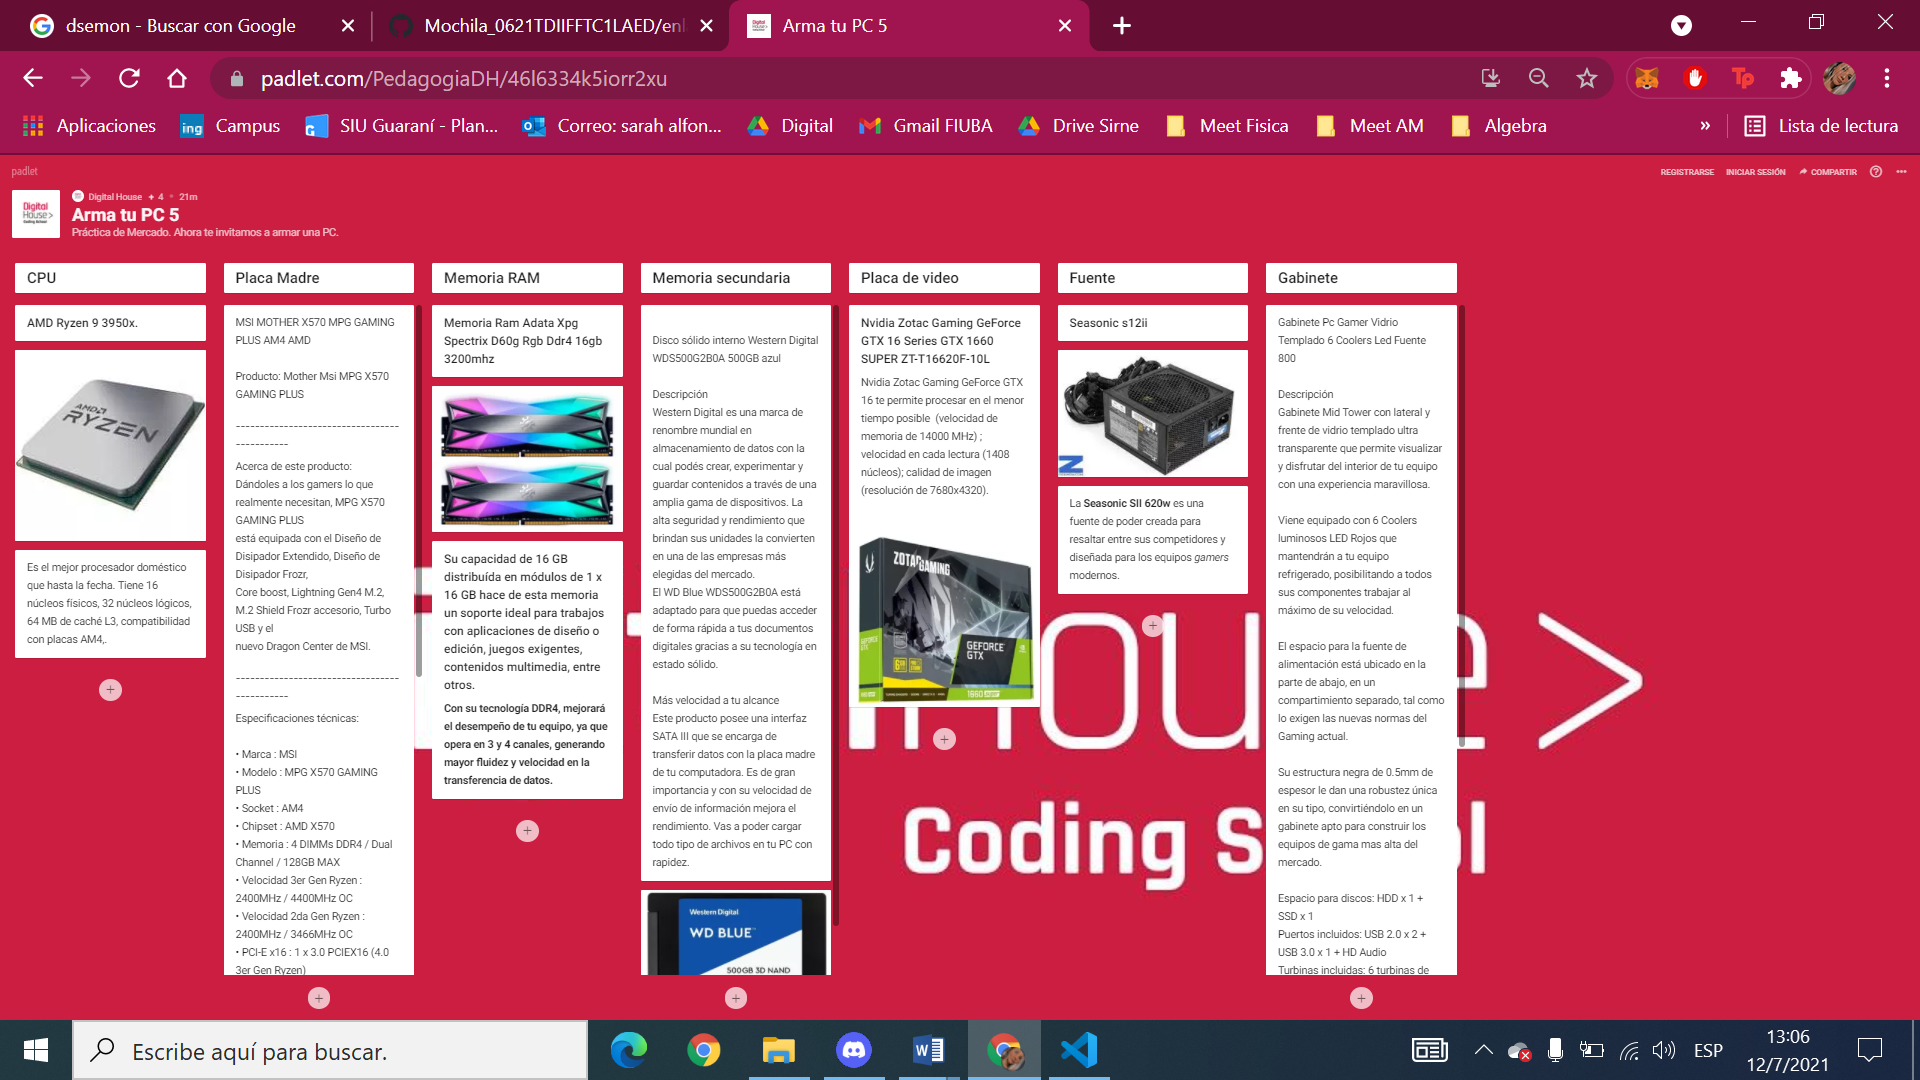 dsemon - Buscar con Google
Mochila_0621TDIIFFTC1LAED/enl
Arma tu PC 5
padlet.com/PedagogiaDH/46l6334k5iorr2xu
Aplicaciones
Campus
SIU Guaraní - Plan...
Correo: sarah alfon...
Digital
Gmail FIUBA
Drive Sirne
Meet Fisica
Meet AM
Algebra
»
Lista de lectura
padlet
REGISTRARSE
INICIAR SESIÓN
COMPARTIR
Digital House + 4 • 21m
Arma tu PC 5
Práctica de Mercado. Ahora te invitamos a armar una PC.
Digital
House>
Coding School
CPU
AMD Ryzen 9 3950x.
AMD
RYZEN
Es el mejor procesador doméstico
que hasta la fecha. Tiene 16
núcleos físicos, 32 núcleos lógicos,
64 MB de caché L3, compatibilidad
con placas AM4,.
Placa Madre
MSI MOTHER X570 MPG GAMING
PLUS AM4 AMD
Producto: Mother Msi MPG X570
GAMING PLUS
----------------------------------
-----------
Acerca de este producto:
Dándoles a los gamers lo que
realmente necesitan, MPG X570
GAMING PLUS
está equipada con el Diseño de
Disipador Extendido, Diseño de
Disipador Frozr,
Core boost, Lightning Gen4 M.2,
M.2 Shield Frozr accesorio, Turbo
USB y el
nuevo Dragon Center de MSI.
----------------------------------
-----------
Especificaciones técnicas:
• Marca : MSI
• Modelo : MPG X570 GAMING
PLUS
• Socket : AM4
• Chipset : AMD X570
• Memoria : 4 DIMMs DDR4 / Dual
Channel / 128GB MAX
• Velocidad 3er Gen Ryzen :
2400MHz / 4400MHz OC
• Velocidad 2da Gen Ryzen :
2400MHz / 3466MHz OC
• PCI-E x16 : 1 x 3.0 PCIEX16 (4.0
3er Gen Ryzen)
Memoria RAM
Memoria Ram Adata Xpg
Spectrix D60g Rgb Ddr4 16gb
3200mhz
Su capacidad de 16 GB
distribuída en módulos de 1 x
16 GB hace de esta memoria
un soporte ideal para trabajos
con aplicaciones de diseño o
edición, juegos exigentes,
contenidos multimedia, entre
otros.
Con su tecnología DDR4, mejorará
el desempeño de tu equipo, ya que
opera en 3 y 4 canales, generando
mayor fluidez y velocidad en la
transferencia de datos.
Memoria secundaria
Disco sólido interno Western Digital
WDS500G2B0A 500GB azul
Descripción
Western Digital es una marca de
renombre mundial en
almacenamiento de datos con la
cual podés crear, experimentar y
guardar contenidos a través de una
amplia gama de dispositivos. La
alta seguridad y rendimiento que
brindan sus unidades la convierten
en una de las empresas más
elegidas del mercado.
El WD Blue WDS500G2B0A está
adaptado para que puedas acceder
de forma rápida a tus documentos
digitales gracias a su tecnología en
estado sólido.
Más velocidad a tu alcance
Este producto posee una interfaz
SATA III que se encarga de
transferir datos con la placa madre
de tu computadora. Es de gran
importancia y con su velocidad de
envío de información mejora el
rendimiento. Vas a poder cargar
todo tipo de archivos en tu PC con
rapidez.
Western Digital
WD BLUE™
500GB 3D NAND
Placa de video
Nvidia Zotac Gaming GeForce
GTX 16 Series GTX 1660
SUPER ZT-T16620F-10L
Nvidia Zotac Gaming GeForce GTX
16 te permite procesar en el menor
tiempo posible (velocidad de
memoria de 14000 MHz) ;
velocidad en cada lectura (1408
núcleos); calidad de imagen
(resolución de 7680x4320).
ZOTAC
GAMING
GEFORCE
GTX
6GB
1660 SUPER
Fuente
Seasonic s12ii
La Seasonic SII 620w es una
fuente de poder creada para
resaltar entre sus competidores y
diseñada para los equipos gamers
modernos.
Gabinete
Gabinete Pc Gamer Vidrio
Templado 6 Coolers Led Fuente
800
Descripción
Gabinete Mid Tower con lateral y
frente de vidrio templado ultra
transparente que permite visualizar
y disfrutar del interior de tu equipo
con una experiencia maravillosa.
Viene equipado con 6 Coolers
luminosos LED Rojos que
mantendrán a tu equipo
refrigerado, posibilitando a todos
sus componentes trabajar al
máximo de su velocidad.
El espacio para la fuente de
alimentación está ubicado en la
parte de abajo, en un
compartimiento separado, tal como
lo exigen las nuevas normas del
Gaming actual.
Su estructura negra de 0.5mm de
espesor le dan una robustez única
en su tipo, convirtiéndolo en un
gabinete apto para construir los
equipos de gama mas alta del
mercado.
Espacio para discos: HDD x 1 +
SSD x 1
Puertos incluidos: USB 2.0 x 2 +
USB 3.0 x 1 + HD Audio
Turbinas incluidas: 6 turbinas de
Coding S l
Escribe aquí para buscar.
ESP
13:06
12/7/2021